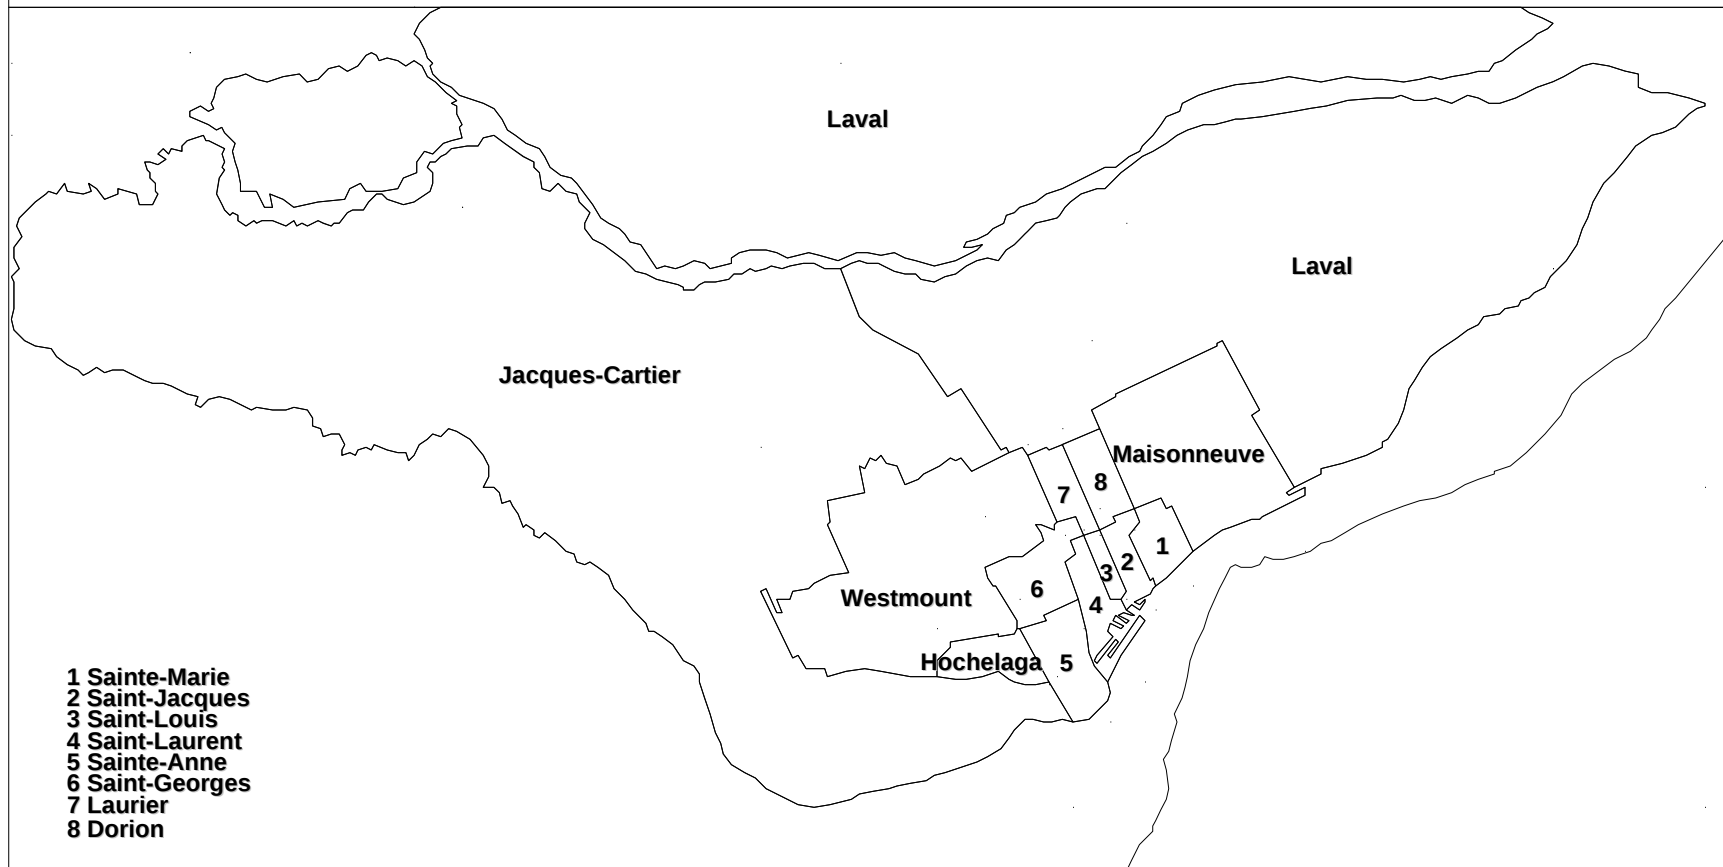 Laval
Laval
Jacques-Cartier
Maisonneuve
8
7
1
2
3
6
Westmount
4
Hochelaga
5
1 Sainte-Marie
2 Saint-Jacques
3 Saint-Louis
4 Saint-Laurent
5 Sainte-Anne
6 Saint-Georges
7 Laurier
8 Dorion